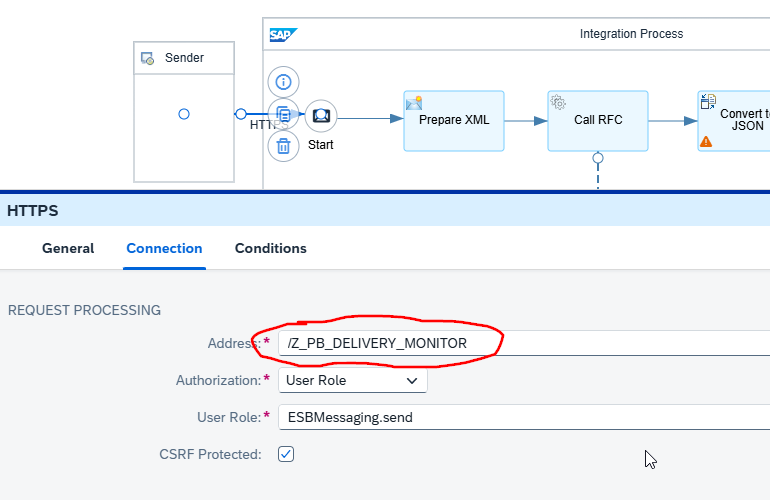 SAP
Integration Process
Sender
HTTPS
Start
Prepare XML
Call RFC
Convert to
JSON
HTTPS
General
Connection
Conditions
REQUEST PROCESSING
Address:* /Z_PB_DELIVERY_MONITOR
Authorization:* User Role
User Role:* ESBMessaging.send
CSRF Protected: